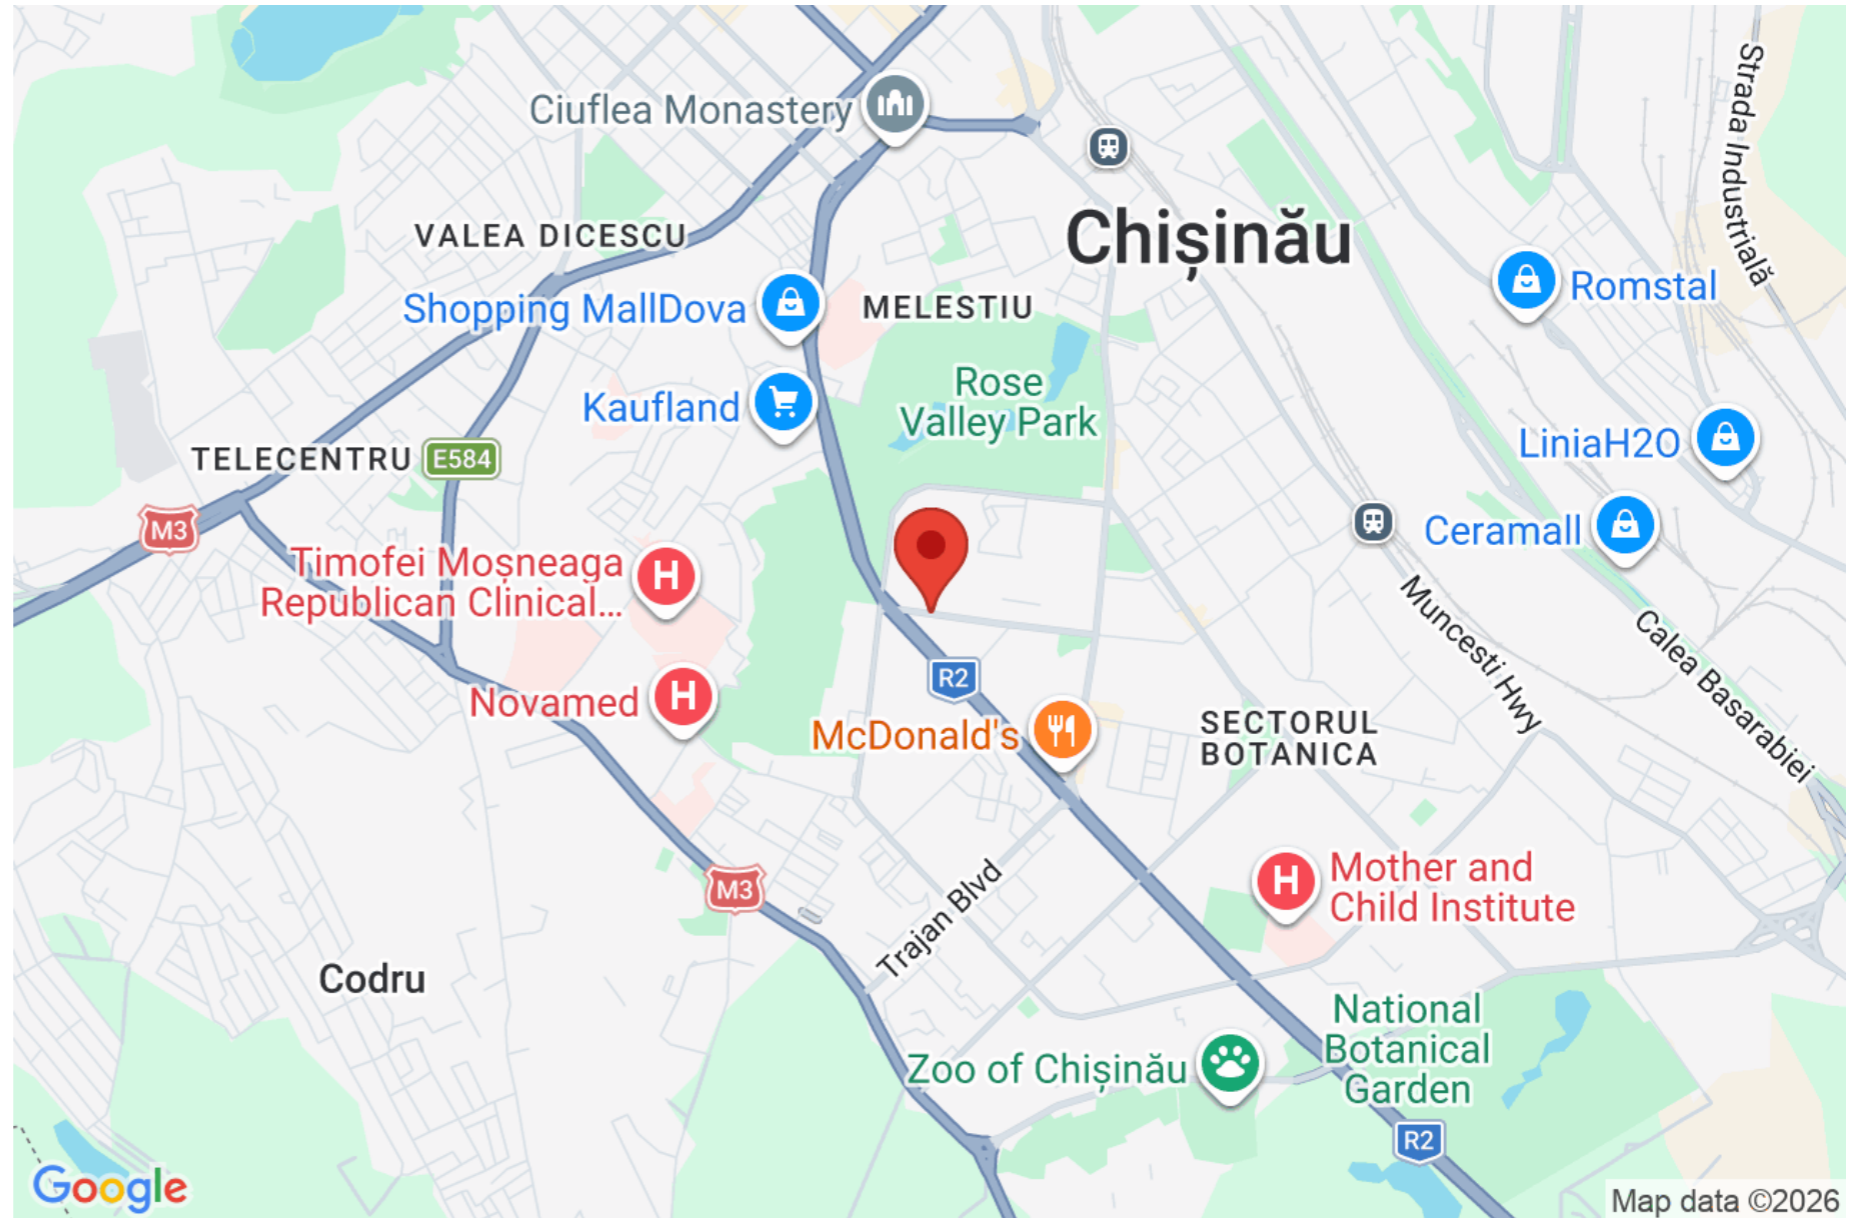 Ciuflea Monastery
Strada Industrială
Chișinău
VALEA DICESCU
Shopping MallDova
MELESTIU
Romstal
Rose
Valley Park
Kaufland
TELECENTRU
E584
LiniaH2O
M3
Ceramall
Timofei Moșneaga
Republican Clinical...
H
Muncesti Hwy
Calea Basarabiei
R2
Novamed
H
McDonald's
SECTORUL
BOTANICA
M3
Trajan Blvd
H
Mother and
Child Institute
Codru
National
Botanical
Garden
Zoo of Chișinău
R2
Google
Map data ©2026